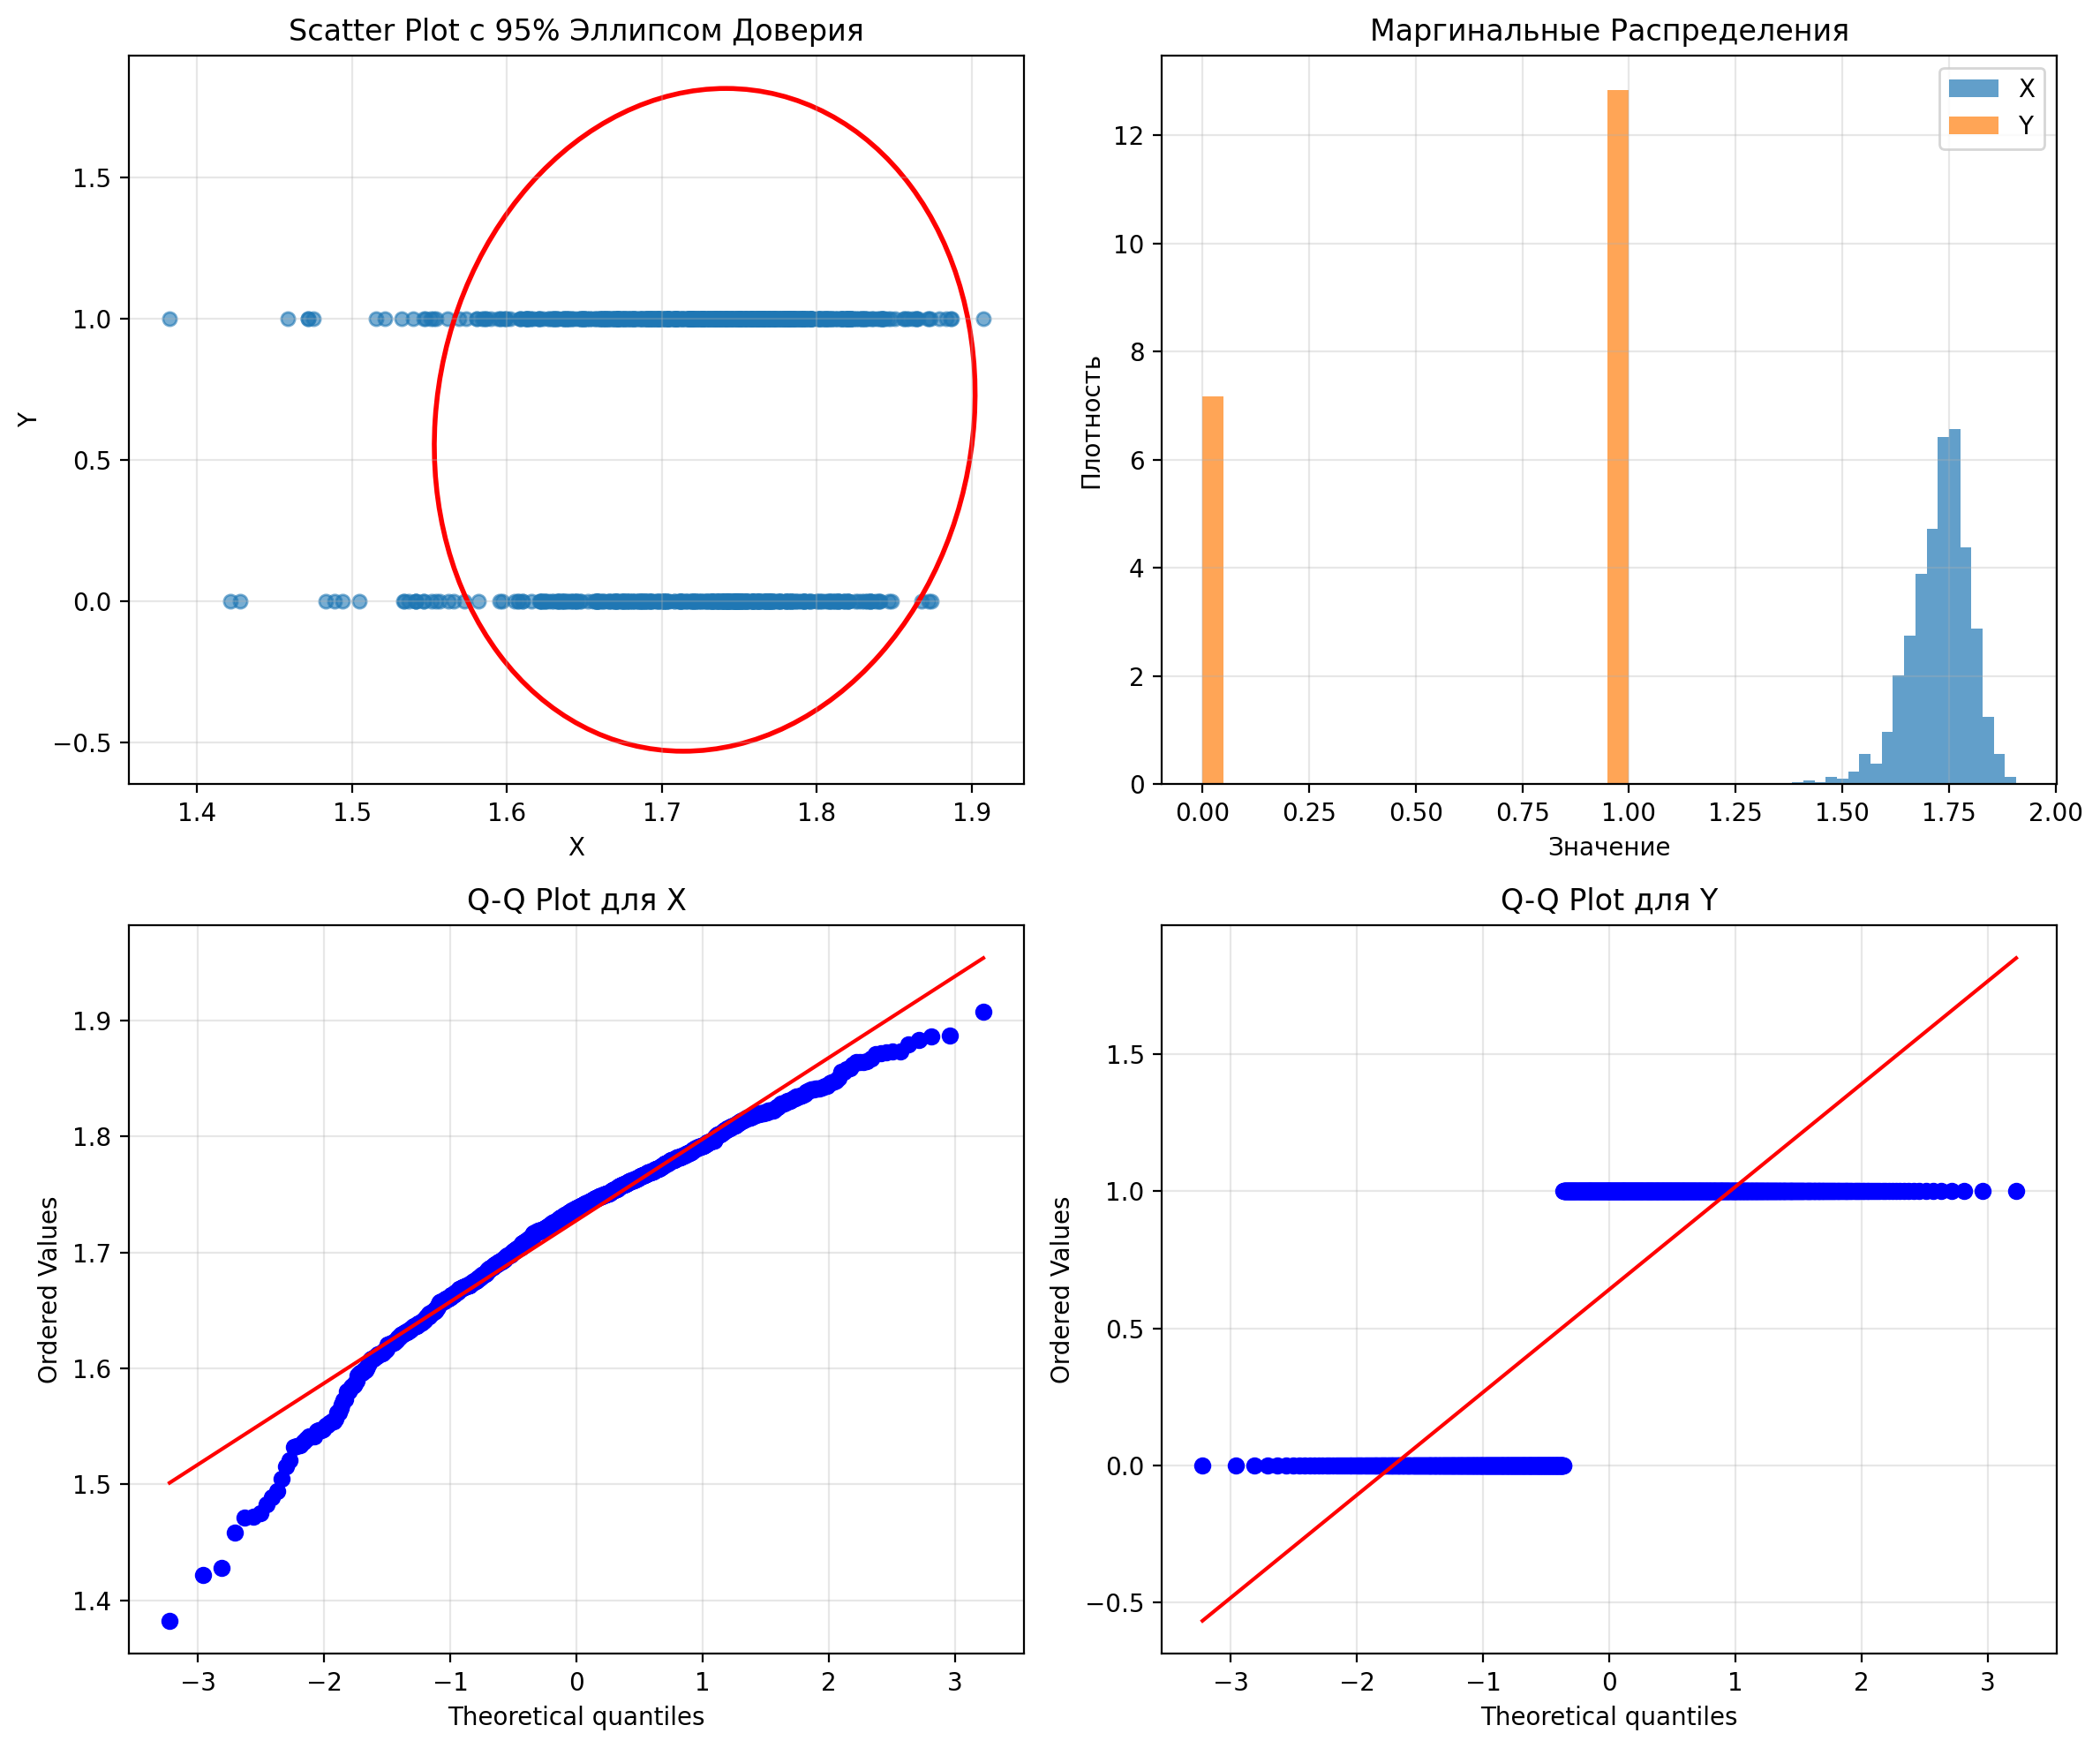 Scatter Plot с 95% Эллипсом Доверия
Y
1.5
1.0
0.5
0.0
−0.5
1.4 1.5 1.6 1.7 1.8 1.9
X
Маргинальные Распределения
X
Y
Плотность
12
10
8
6
4
2
0
0.00 0.25 0.50 0.75 1.00 1.25 1.50 1.75 2.00
Значение
Q-Q Plot для X
Ordered Values
1.9
1.8
1.7
1.6
1.5
1.4
−3 −2 −1 0 1 2 3
Theoretical quantiles
Q-Q Plot для Y
Ordered Values
1.5
1.0
0.5
0.0
−0.5
−3 −2 −1 0 1 2 3
Theoretical quantiles